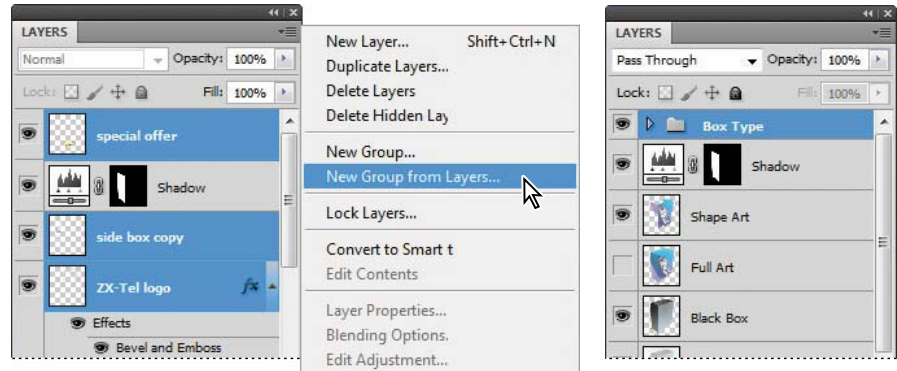 LAYERS
Normal Opacity: 100%
Lock: Fill: 100%
special offer
Shadow
side box copy
ZX-Tel logo fx
Effects
Bevel and Emboss
New Layer... Shift+Ctrl+N
Duplicate Layers...
Delete Layers
Delete Hidden Lay
New Group...
New Group from Layers...
Lock Layers...
Convert to Smart t
Edit Contents
Layer Properties...
Blending Options.
Edit Adjustment...
LAYERS
Pass Through Opacity: 100%
Lock: Fill: 100%
Box Type
Shadow
Shape Art
Full Art
Black Box